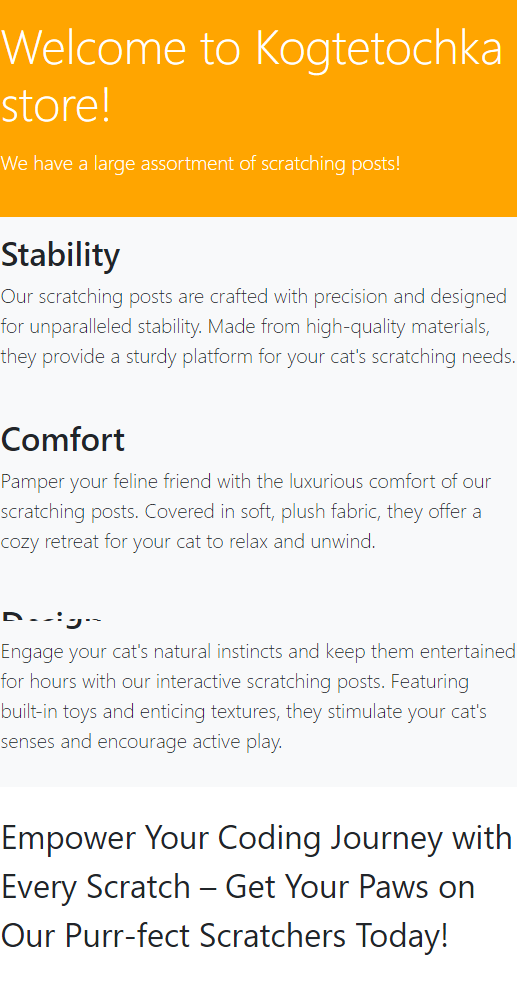 Welcome to Kogtetochka
store!
We have a large assortment of scratching posts!
Stability
Our scratching posts are crafted with precision and designed
for unparalleled stability. Made from high-quality materials,
they provide a sturdy platform for your cat's scratching needs.
Comfort
Pamper your feline friend with the luxurious comfort of our
scratching posts. Covered in soft, plush fabric, they offer a
cozy retreat for your cat to relax and unwind.
Design
Engage your cat's natural instincts and keep them entertained
for hours with our interactive scratching posts. Featuring
built-in toys and enticing textures, they stimulate your cat's
senses and encourage active play.
Empower Your Coding Journey with
Every Scratch – Get Your Paws on
Our Purr-fect Scratchers Today!